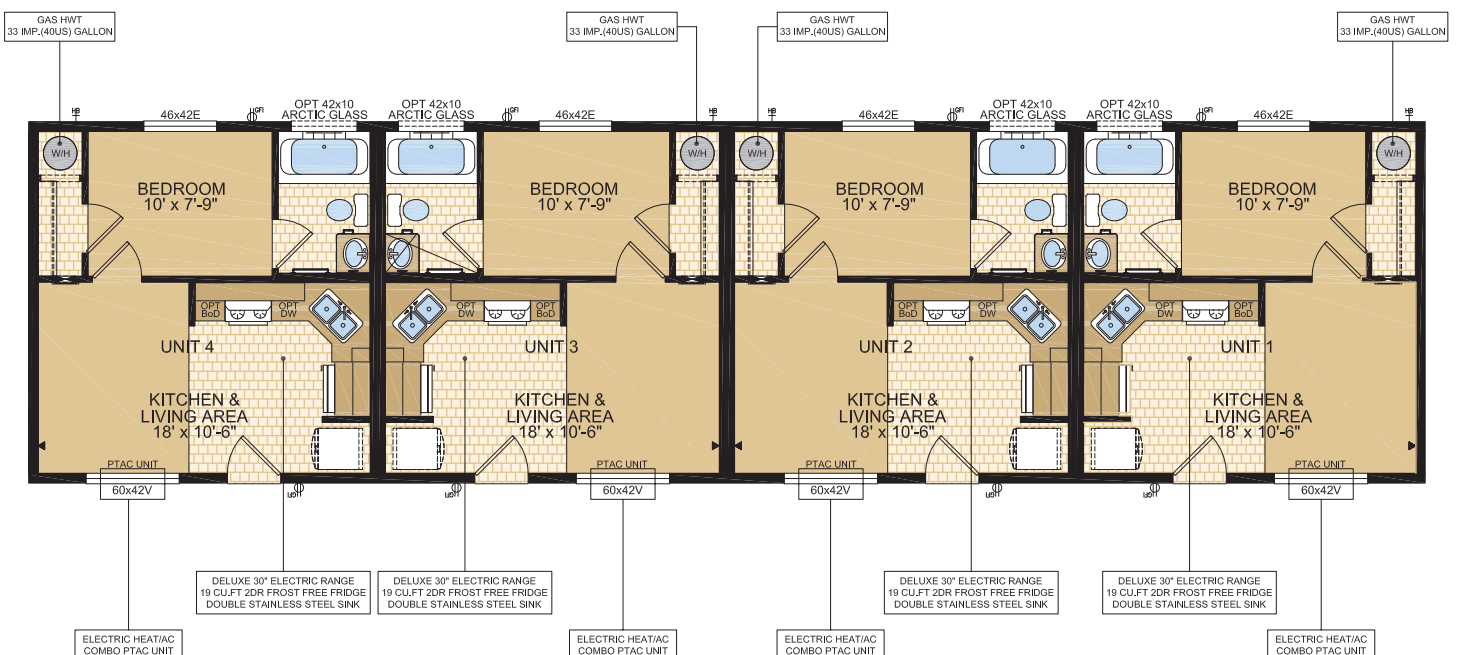 GAS HWT
33 IMP.(40US) GALLON
GAS HWT
33 IMP.(40US) GALLON
GAS HWT
33 IMP.(40US) GALLON
GAS HWT
33 IMP.(40US) GALLON
HB
46x42E
GFI
OPT 42x10
ARCTIC GLASS
OPT 42x10
ARCTIC GLASS
GFI
46x42E
HB
HB
46x42E
GFI
OPT 42x10
ARCTIC GLASS
OPT 42x10
ARCTIC GLASS
GFI
46x42E
HB
W/H
W/H
W/H
W/H
BEDROOM
10' x 7'-9"
BEDROOM
10' x 7'-9"
BEDROOM
10' x 7'-9"
BEDROOM
10' x 7'-9"
OPT
BoD
OPT
DW
OPT
DW
OPT
BoD
OPT
BoD
OPT
DW
OPT
DW
OPT
BoD
UNIT 4
UNIT 3
UNIT 2
UNIT 1
KITCHEN &
LIVING AREA
18' x 10'-6"
KITCHEN &
LIVING AREA
18' x 10'-6"
KITCHEN &
LIVING AREA
18' x 10'-6"
KITCHEN &
LIVING AREA
18' x 10'-6"
PTAC UNIT
60x42V
GFI
GFI
PTAC UNIT
60x42V
PTAC UNIT
60x42V
GFI
GFI
PTAC UNIT
60x42V
DELUXE 30" ELECTRIC RANGE
19 CU.FT 2DR FROST FREE FRIDGE
DOUBLE STAINLESS STEEL SINK
DELUXE 30" ELECTRIC RANGE
19 CU.FT 2DR FROST FREE FRIDGE
DOUBLE STAINLESS STEEL SINK
DELUXE 30" ELECTRIC RANGE
19 CU.FT 2DR FROST FREE FRIDGE
DOUBLE STAINLESS STEEL SINK
DELUXE 30" ELECTRIC RANGE
19 CU.FT 2DR FROST FREE FRIDGE
DOUBLE STAINLESS STEEL SINK
ELECTRIC HEAT/AC
COMBO PTAC UNIT
ELECTRIC HEAT/AC
COMBO PTAC UNIT
ELECTRIC HEAT/AC
COMBO PTAC UNIT
ELECTRIC HEAT/AC
COMBO PTAC UNIT